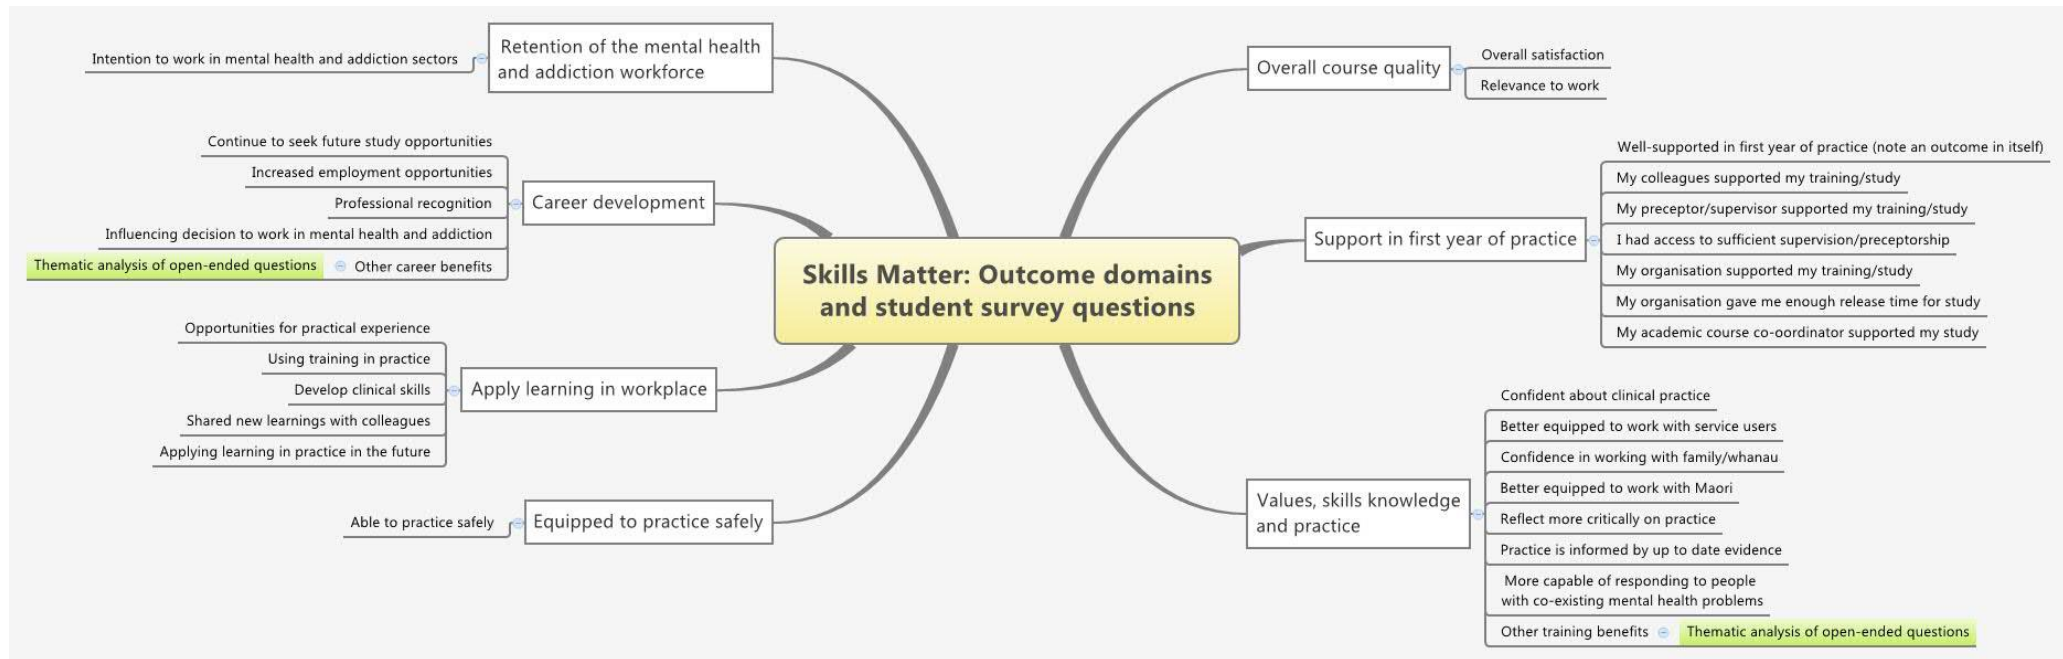 Skills Matter: Outcome domains
and student survey questions
Retention of the mental health
and addiction workforce
Intention to work in mental health and addiction sectors
Career development
Continue to seek future study opportunities
Increased employment opportunities
Professional recognition
Influencing decision to work in mental health and addiction
Other career benefits
Thematic analysis of open-ended questions
Apply learning in workplace
Opportunities for practical experience
Using training in practice
Develop clinical skills
Shared new learnings with colleagues
Applying learning in practice in the future
Equipped to practice safely
Able to practice safely
Overall course quality
Overall satisfaction
Relevance to work
Support in first year of practice
Well-supported in first year of practice (note an outcome in itself)
My colleagues supported my training/study
My preceptor/supervisor supported my training/study
I had access to sufficient supervision/preceptorship
My organisation supported my training/study
My organisation gave me enough release time for study
My academic course co-oordinator supported my study
Values, skills knowledge
and practice
Confident about clinical practice
Better equipped to work with service users
Confidence in working with family/whanau
Better equipped to work with Maori
Reflect more critically on practice
Practice is informed by up to date evidence
More capable of responding to people
with co-existing mental health problems
Other training benefits
Thematic analysis of open-ended questions